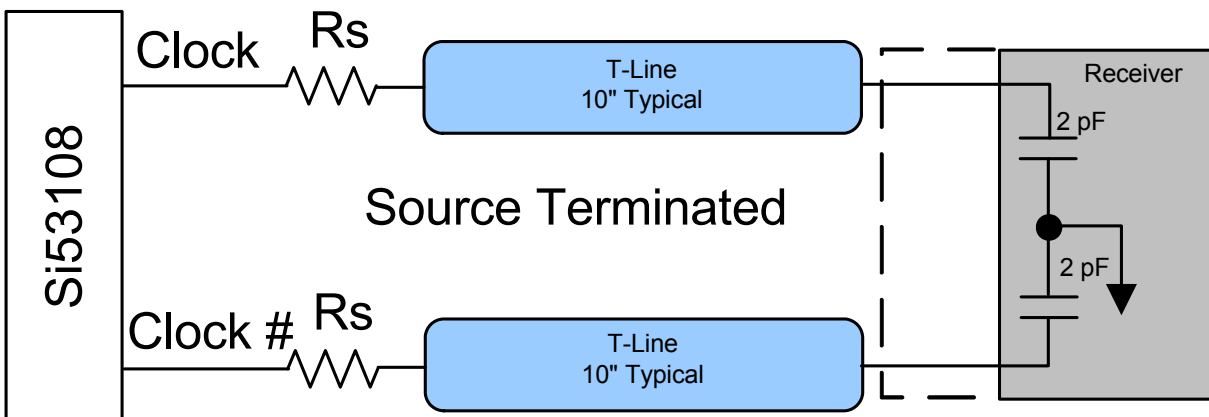 Si53108
Clock
Rs
T-Line
10" Typical
Receiver
2 pF
Source Terminated
2 pF
Clock #
Rs
T-Line
10" Typical